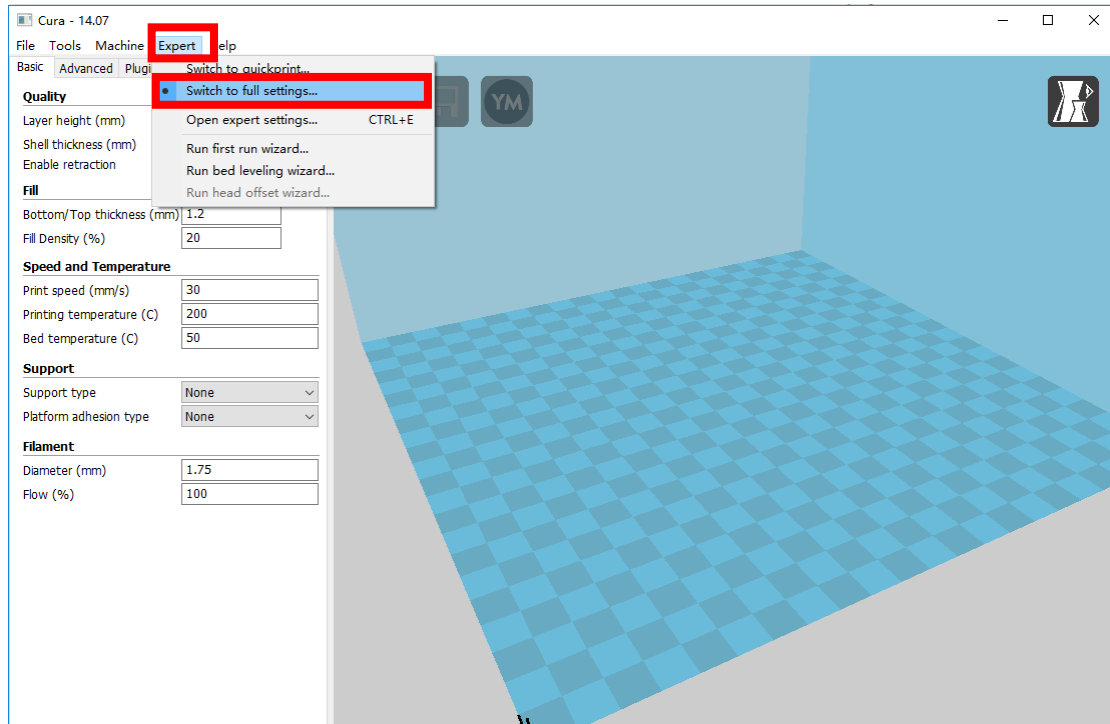 Cura - 14.07
File Tools Machine Expert elp
Basic Advanced Plugi
Switch to quickprint...
Switch to full settings...
Open expert settings... CTRL+E
Run first run wizard...
Run bed leveling wizard...
Run head offset wizard...
YM
Quality
Layer height (mm)
Shell thickness (mm)
Enable retraction
Fill
Bottom/Top thickness (mm) 1.2
Fill Density (%) 20
Speed and Temperature
Print speed (mm/s) 30
Printing temperature (C) 200
Bed temperature (C) 50
Support
Support type None
Platform adhesion type None
Filament
Diameter (mm) 1.75
Flow (%) 100